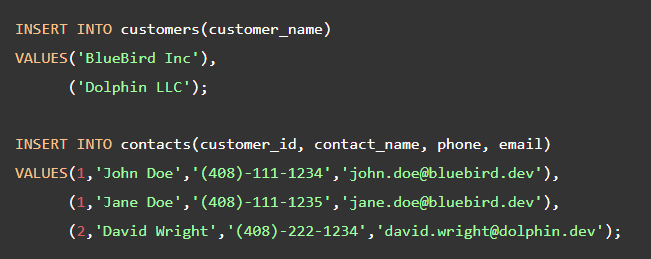 INSERT INTO customers(customer_name)
VALUES('BlueBird Inc'),
('Dolphin LLC');
INSERT INTO contacts(customer_id, contact_name, phone, email)
VALUES(1,'John Doe','(408)-111-1234','john.doe@bluebird.dev'),
(1,'Jane Doe','(408)-111-1235','jane.doe@bluebird.dev'),
(2,'David Wright','(408)-222-1234','david.wright@dolphin.dev');